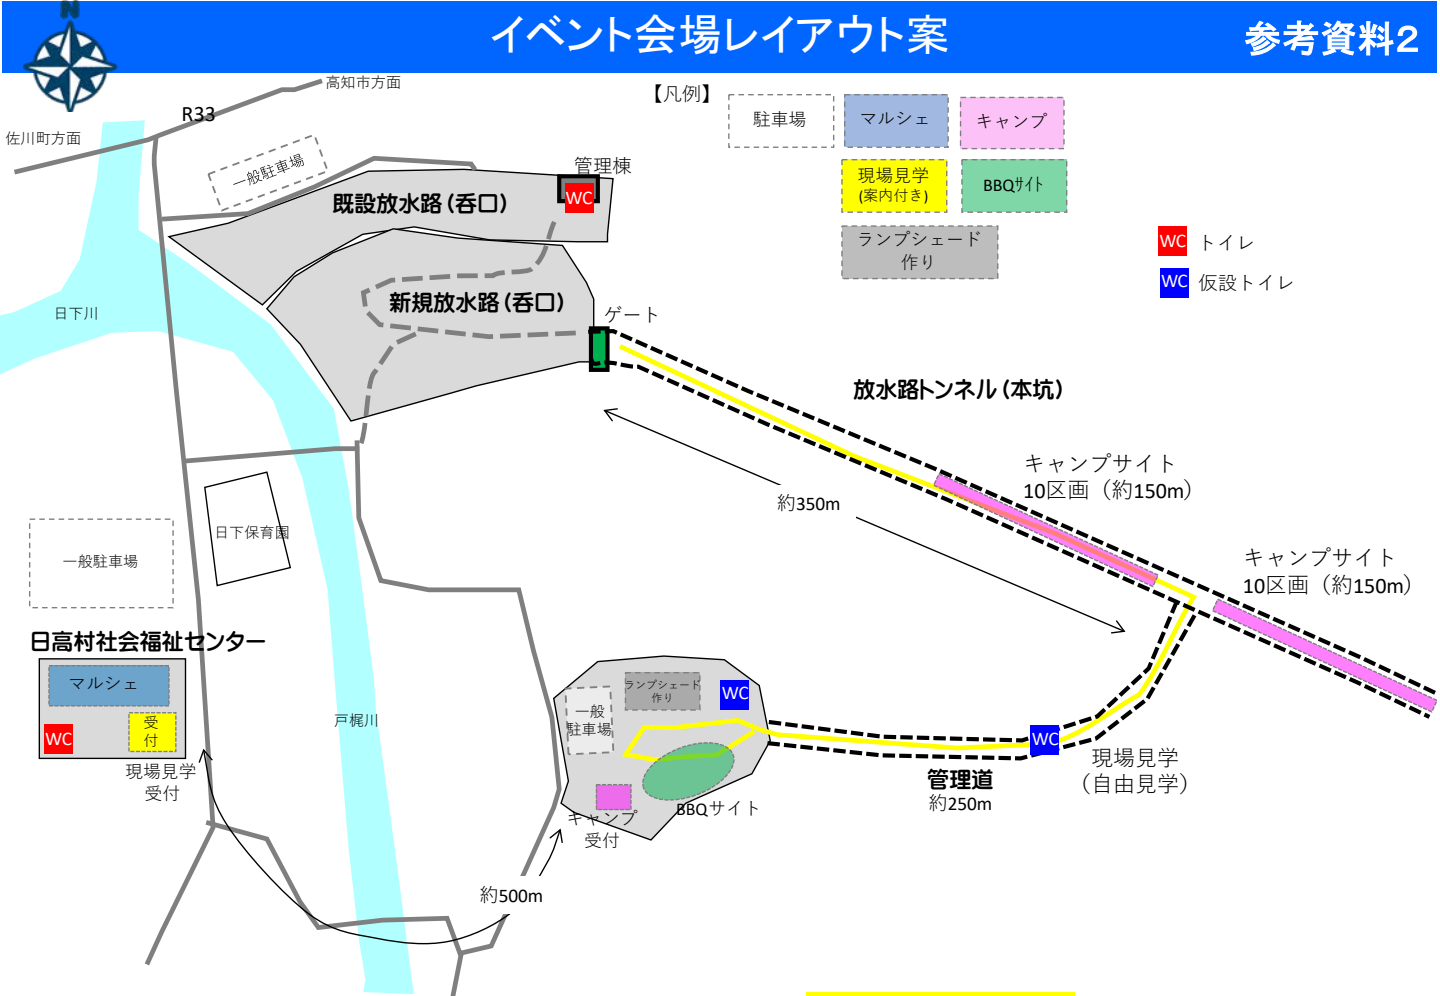 イベント会場レイアウト案
参考資料2
高知市方面
R33
佐川町方面
【凡例】
駐車場
マルシェ
キャンプ
現場見学
(案内付き)
BBQサイト
ランプシェード
作り
WC トイレ
WC 仮設トイレ
一般駐車場
管理棟
WC
既設放水路(呑口)
新規放水路(呑口)
ゲート
日下川
放水路トンネル(本坑)
キャンプサイト
10区画（約150m）
約350m
キャンプサイト
10区画（約150m）
日下保育園
一般駐車場
日高村社会福祉センター
マルシェ
受
付
WC
現場見学
受付
戸梶川
ランプシェード
作り
WC
一般
駐車場
キャンプ
受付
BBQサイト
WC
管理道
約250m
現場見学
（自由見学）
約500m